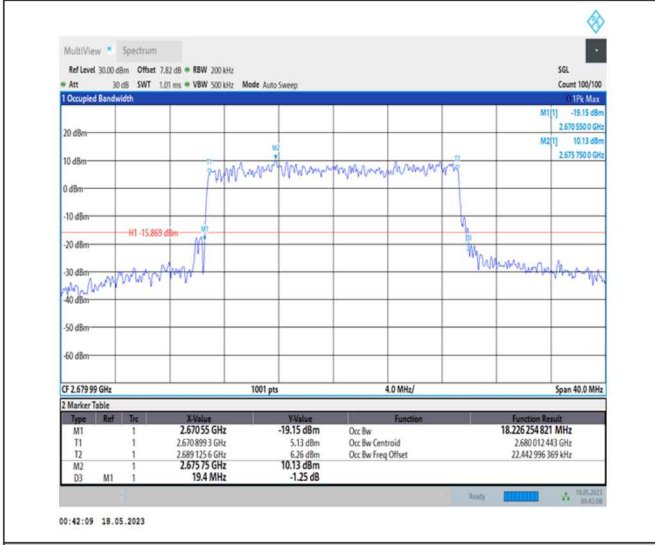 MultiView Spectrum
Ref Level 30.00 dBm Offset 7.82 dB RBW 200 kHz SGL
Att 30 dB SWT 1.01 ms VBW 500 kHz Mode Auto Sweep Count 100/100
1 Occupied Bandwidth 1Pk Max
M1[1] -19.15 dBm
2.670 550 0 GHz
M2[1] 10.13 dBm
2.675 750 0 GHz
20 dBm
M2
T1 T2
10 dBm
0 dBm
-10 dBm
H1 -15.869 dBm M1
D3
-20 dBm
-30 dBm
-40 dBm
-50 dBm
-60 dBm
CF 2.679 99 GHz 1001 pts 4.0 MHz/ Span 40.0 MHz
2 Marker Table
Type Ref Trc X-Value Y-Value Function Function Result
M1 1 2.670 55 GHz -19.15 dBm Occ Bw 18.226 254 821 MHz
T1 1 2.670 899 3 GHz 5.13 dBm Occ Bw Centroid 2.680 012 443 GHz
T2 1 2.689 125 6 GHz 6.26 dBm Occ Bw Freq Offset 22.442 996 369 kHz
M2 1 2.675 75 GHz 10.13 dBm
D3 M1 1 19.4 MHz -1.25 dB
Ready 18.05.2023
00:42:08
00:42:09 18.05.2023